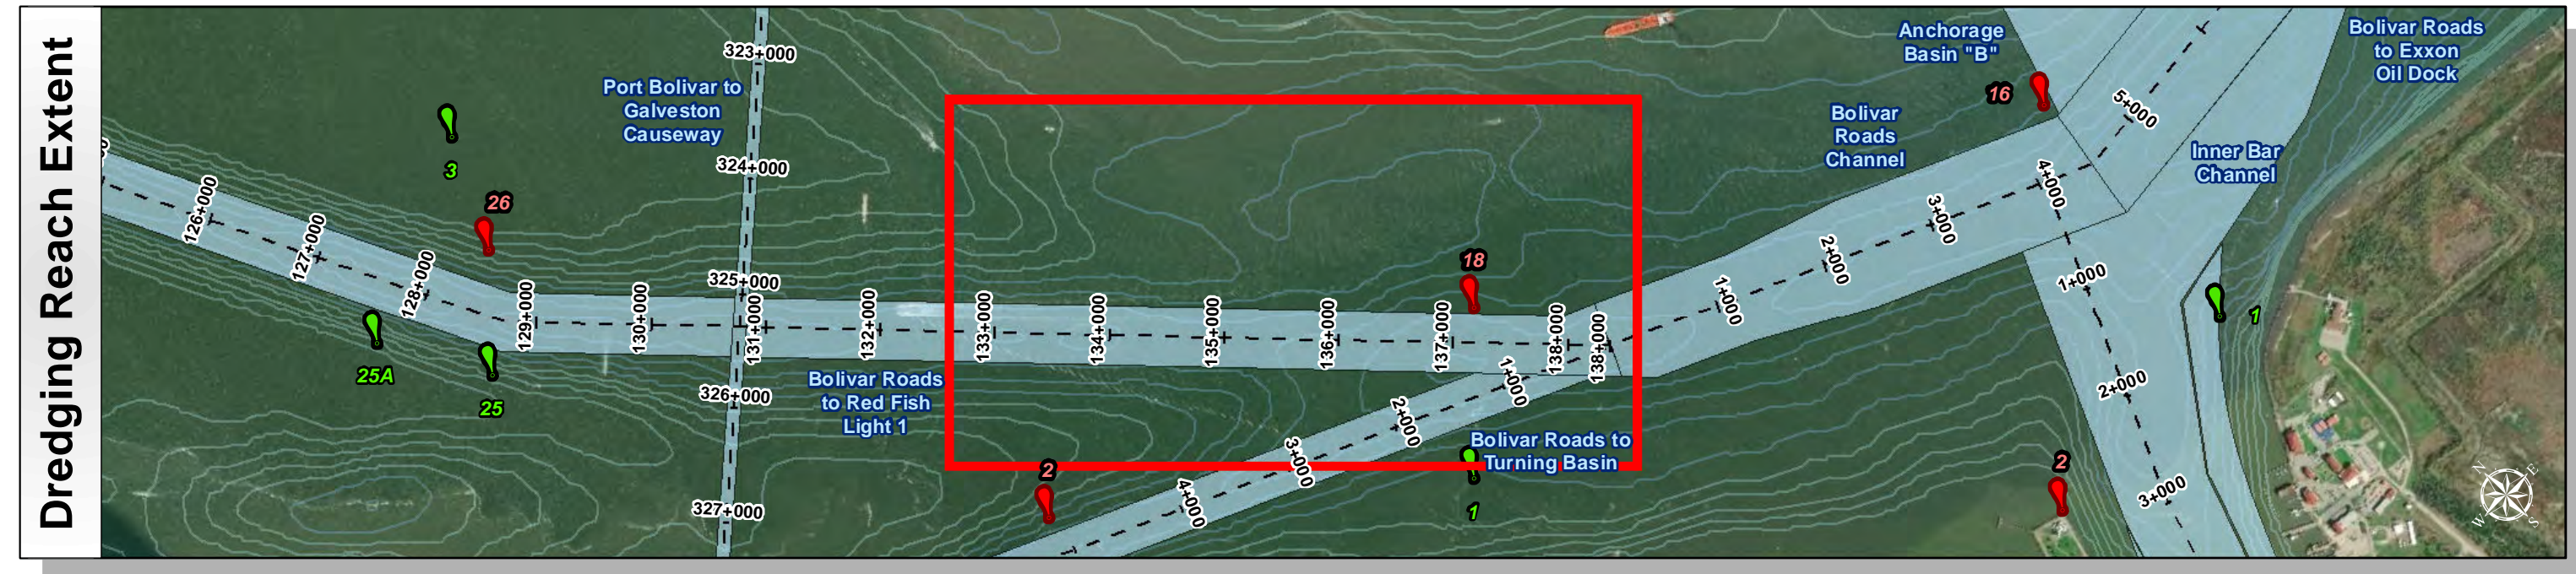 Dredging Reach Extent
Port Bolivar to
Galveston
Causeway
323+000
324+000
325+000
326+000
327+000
3
26
25A
25
126+000
127+000
128+000
129+000
130+000
131+000
132+000
133+000
134+000
135+000
136+000
137+000
138+000
138+000
Bolivar Roads
to Red Fish
Light 1
18
2
1
Bolivar Roads to
Turning Basin
1+000
2+000
3+000
4+000
Bolivar
Roads
Channel
1+000
2+000
3+000
4+000
5+000
Anchorage
Basin "B"
16
Bolivar Roads
to Exxon
Oil Dock
Inner Bar
Channel
1+000
2+000
3+000
1
2
N
E
S
W